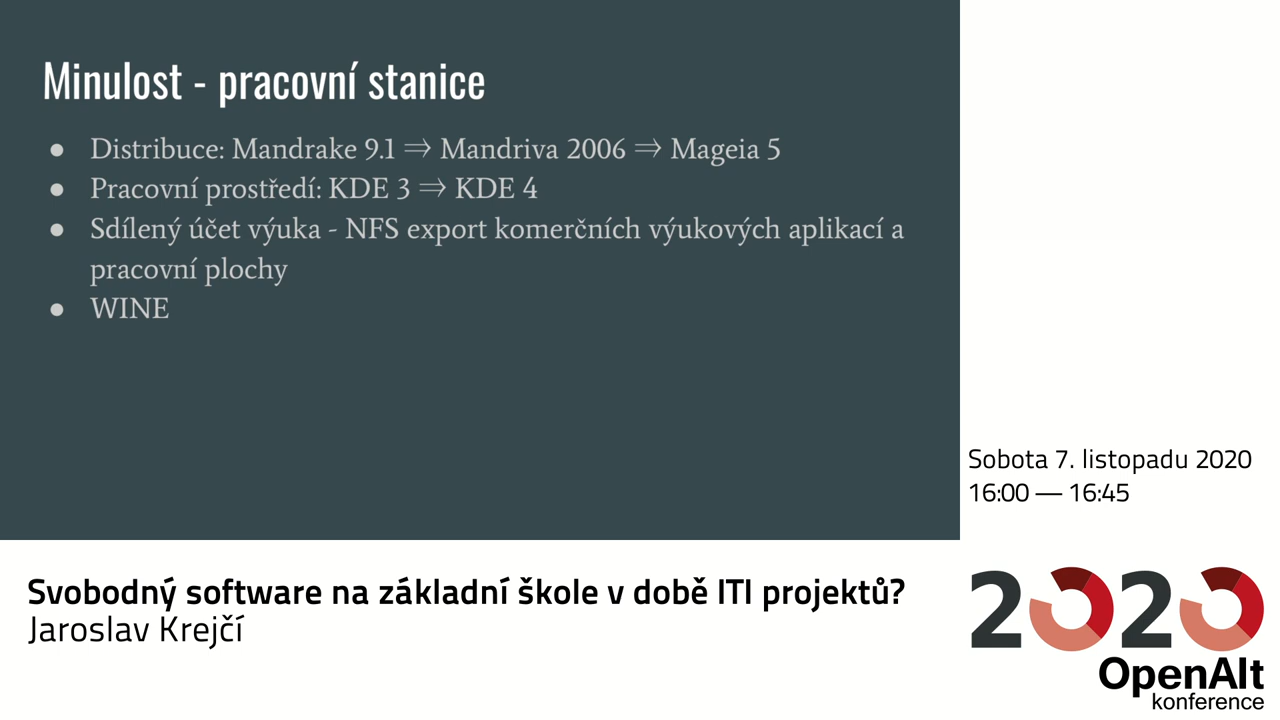 Minulost - pracovní stanice
● Distribuce: Mandrake 9.1 ⇒ Mandriva 2006 ⇒ Mageia 5
● Pracovní prostředí: KDE 3 ⇒ KDE 4
● Sdílený účet výuka - NFS export komerčních výukových aplikací a
pracovní plochy
● WINE
Sobota 7. listopadu 2020
16:00 — 16:45
Svobodný software na základní škole v době ITI projektů?
Jaroslav Krejčí
2020
OpenAlt
konference